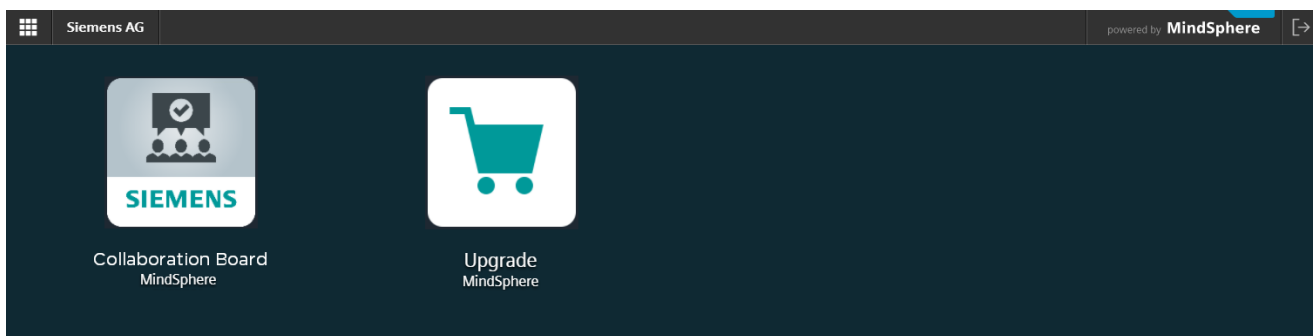 Siemens AG
powered by MindSphere
SIEMENS
Collaboration Board
MindSphere
Upgrade
MindSphere